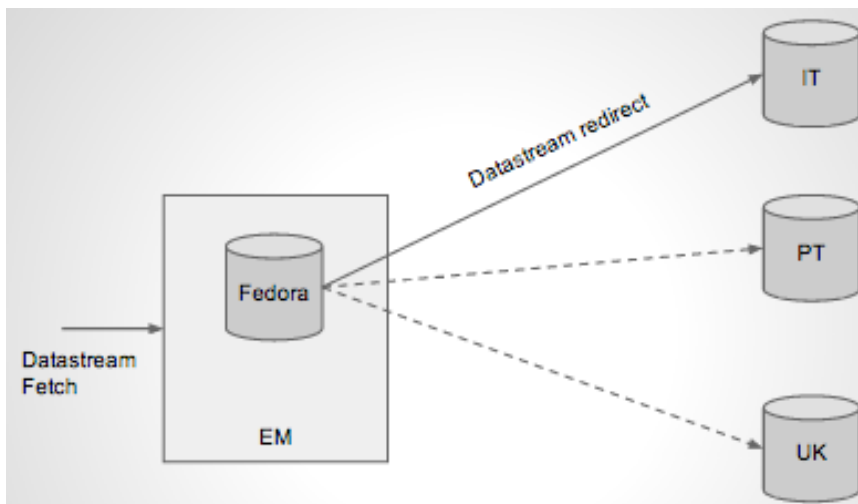 IT
Datastream redirect
PT
Fedora
Datastream
Fetch
EM
UK